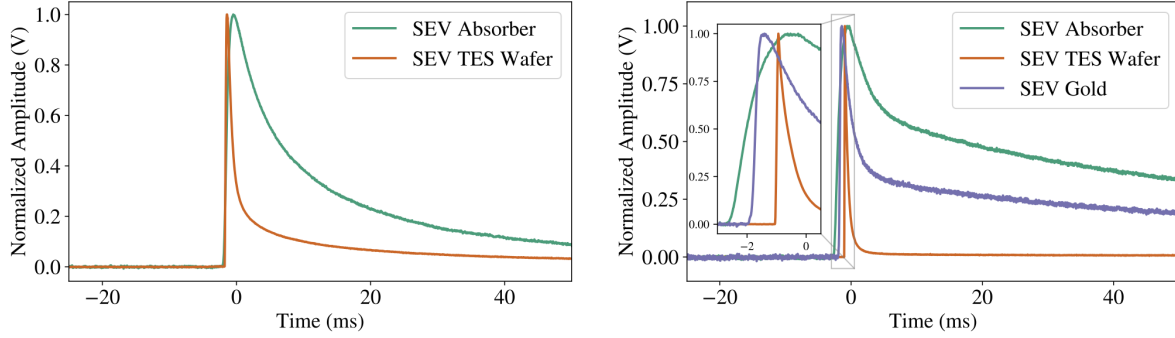 Normalized Amplitude (V)
1.0
0.8
0.6
0.4
0.2
0.0
SEV Absorber
SEV TES Wafer
−20
0
20
40
Time (ms)
Normalized Amplitude (V)
1.00
0.75
0.50
0.25
0.00
1.00
0.75
0.50
0.25
0.00
−2
0
SEV Absorber
SEV TES Wafer
SEV Gold
−20
0
20
40
Time (ms)